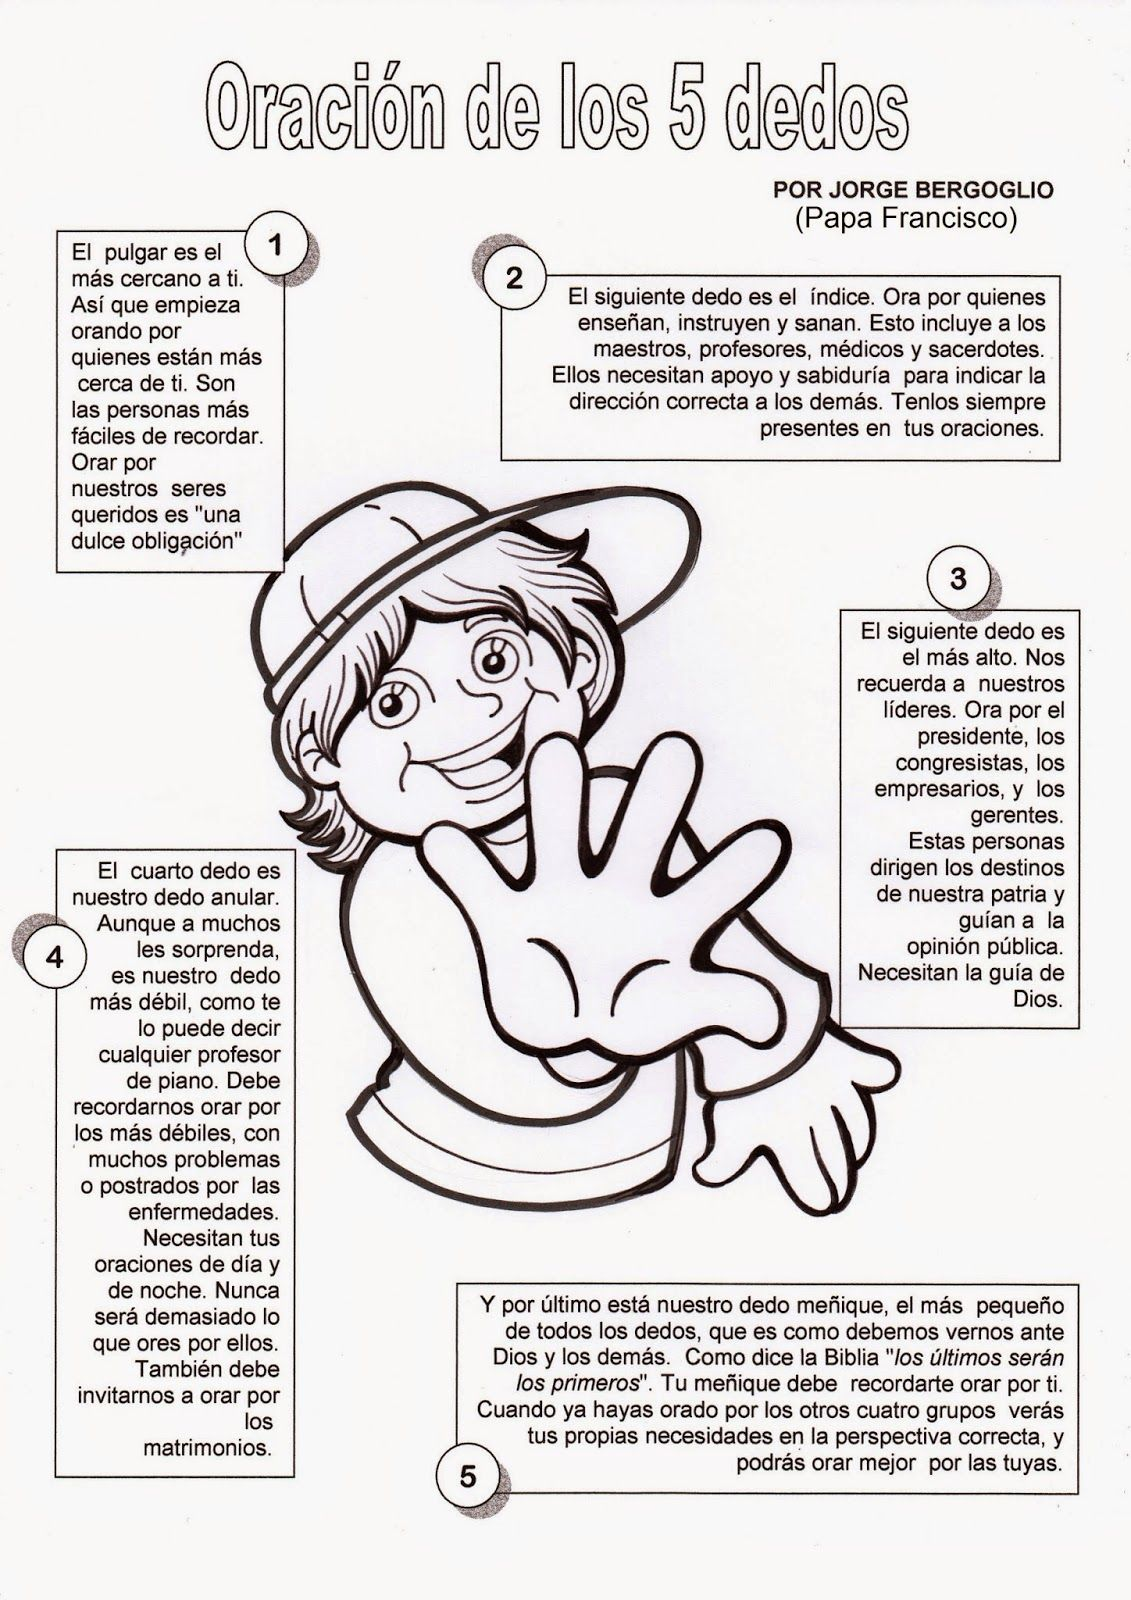 Oración de los 5 dedos
POR JORGE BERGOGLIO
(Papa Francisco)
1
El pulgar es el
más cercano a ti.
Así que empieza
orando por
quienes están más
cerca de ti. Son
las personas más
fáciles de recordar.
Orar por
nuestros seres
queridos es "una
dulce obligación"
2
El siguiente dedo es el índice. Ora por quienes
enseñan, instruyen y sanan. Esto incluye a los
maestros, profesores, médicos y sacerdotes.
Ellos necesitan apoyo y sabiduría para indicar la
dirección correcta a los demás. Tenlos siempre
presentes en tus oraciones.
3
El siguiente dedo es
el más alto. Nos
recuerda a nuestros
líderes. Ora por el
presidente, los
congresistas, los
empresarios, y los
gerentes.
Estas personas
dirigen los destinos
de nuestra patria y
guían a la
opinión pública.
Necesitan la guía de
Dios.
4
El cuarto dedo es
nuestro dedo anular.
Aunque a muchos
les sorprenda,
es nuestro dedo
más débil, como te
lo puede decir
cualquier profesor
de piano. Debe
recordarnos orar por
los más débiles, con
muchos problemas
o postrados por las
enfermedades.
Necesitan tus
oraciones de día y
de noche. Nunca
será demasiado lo
que ores por ellos.
También debe
invitarnos a orar por
los
matrimonios.
5
Y por último está nuestro dedo meñique, el más pequeño
de todos los dedos, que es como debemos vernos ante
Dios y los demás. Como dice la Biblia "los últimos serán
los primeros". Tu meñique debe recordarte orar por ti.
Cuando ya hayas orado por los otros cuatro grupos verás
tus propias necesidades en la perspectiva correcta, y
podrás orar mejor por las tuyas.